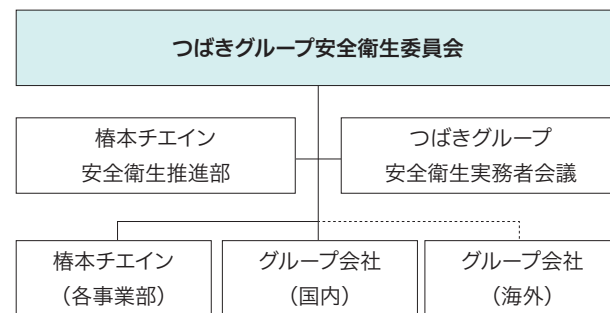 つばきグループ安全衛生委員会
椿本チエイン
安全衛生推進部
つばきグループ
安全衛生実務者会議
椿本チエイン
（各事業部）
グループ会社
（国内）
グループ会社
（海外）